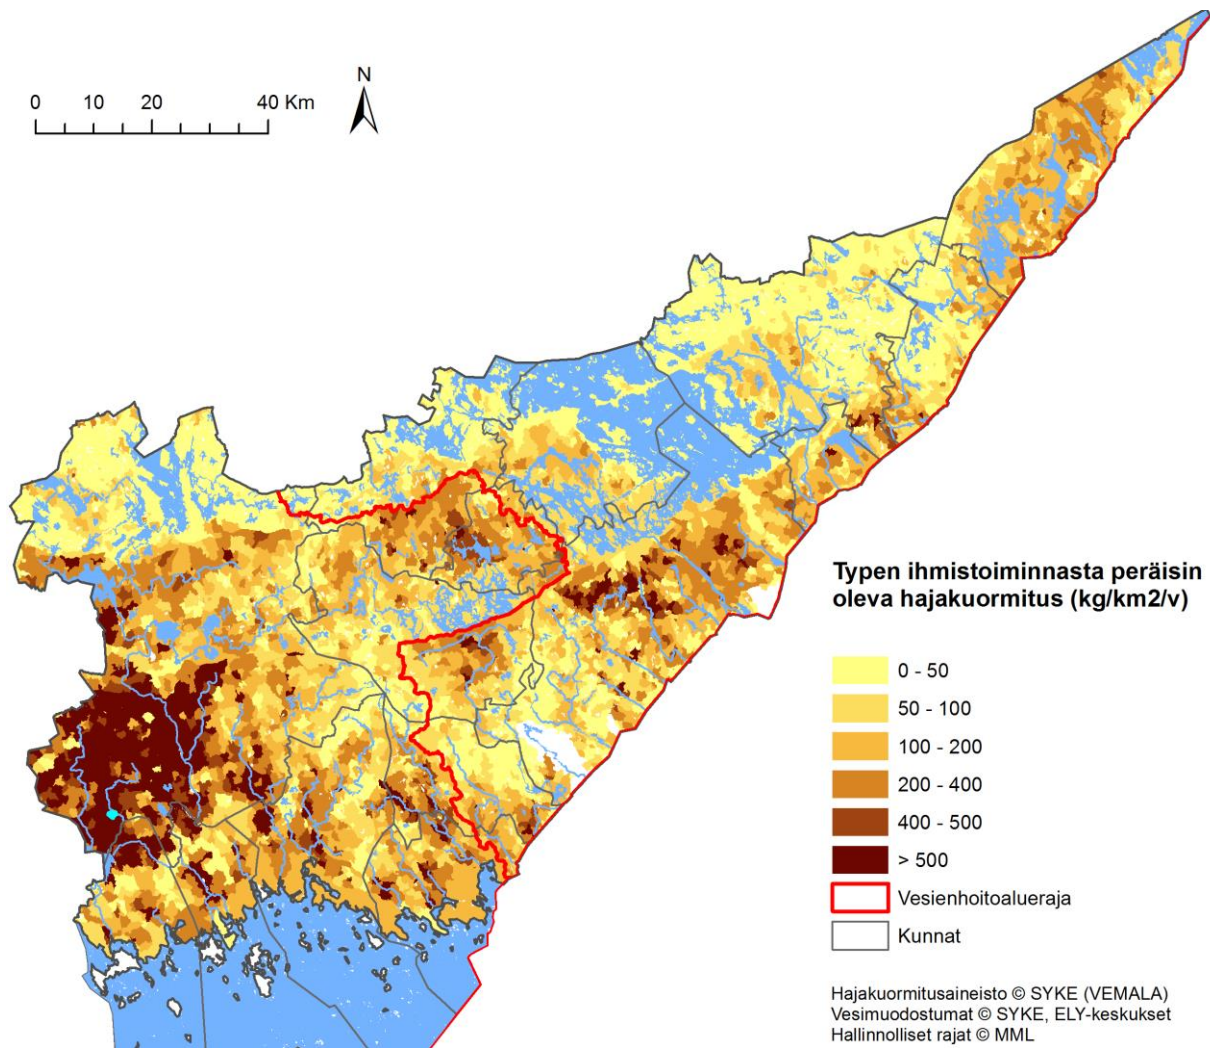 N
0 10 20 40 Km
Typen ihmistoiminnasta peräisin
oleva hajakuormitus (kg/km2/v)
0 - 50
50 - 100
100 - 200
200 - 400
400 - 500
> 500
Vesienhoitoalueraja
Kunnat
Hajakuormitusaineisto © SYKE (VEMALA)
Vesimuodostumat © SYKE, ELY-keskukset
Hallinnolliset rajat © MML